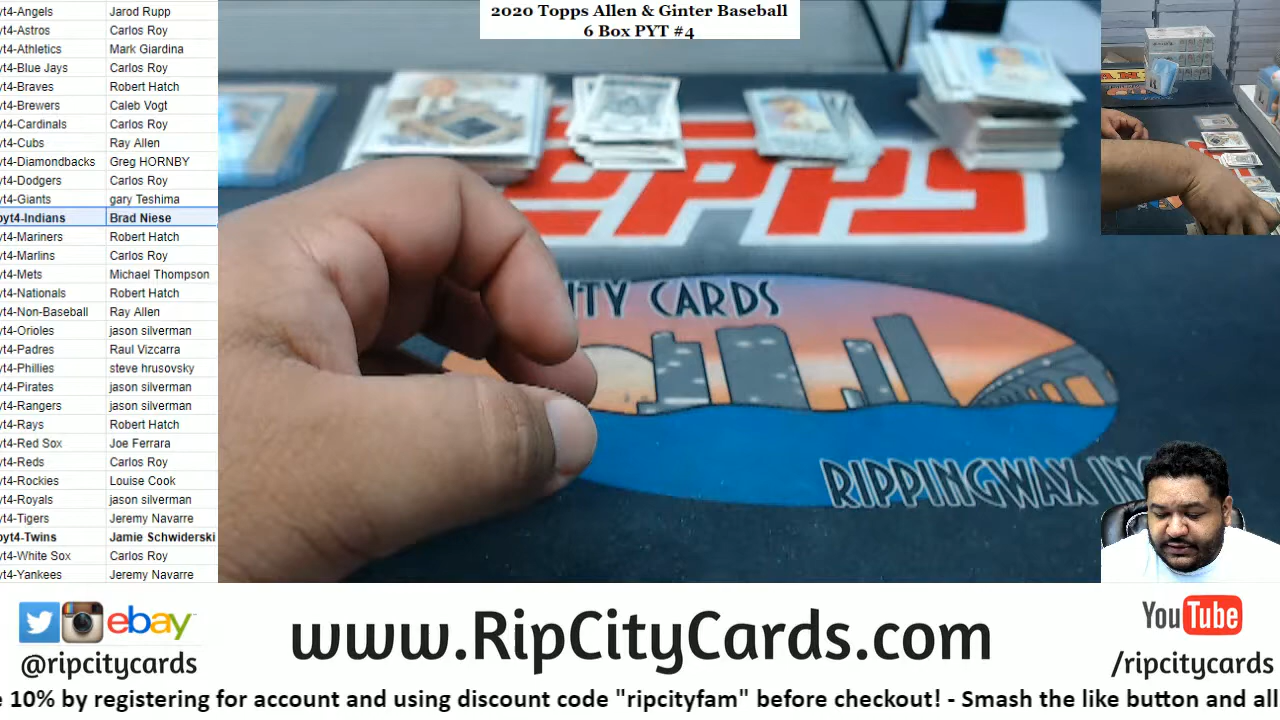 2020 Topps Allen & Ginter Baseball
6 Box PYT #4
yt4-Angels Jarod Rupp
yt4-Astros Carlos Roy
yt4-Athletics Mark Giardina
yt4-Blue Jays Carlos Roy
yt4-Braves Robert Hatch
yt4-Brewers Caleb Vogt
yt4-Cardinals Carlos Roy
yt4-Cubs Ray Allen
yt4-Diamondbacks Greg HORNBY
yt4-Dodgers Carlos Roy
yt4-Giants gary Teshima
pyt4-Indians Brad Niese
yt4-Mariners Robert Hatch
yt4-Marlins Carlos Roy
yt4-Mets Michael Thompson
yt4-Nationals Robert Hatch
yt4-Non-Baseball Ray Allen
yt4-Orioles jason silverman
yt4-Padres Raul Vizcarra
yt4-Phillies steve hrusovsky
yt4-Pirates jason silverman
yt4-Rangers jason silverman
yt4-Rays Robert Hatch
yt4-Red Sox Joe Ferrara
yt4-Reds Carlos Roy
yt4-Rockies Louise Cook
yt4-Royals jason silverman
yt4-Tigers Jeremy Navarre
pyt4-Twins Jamie Schwiderski
yt4-White Sox Carlos Roy
yt4-Yankees Jeremy Navarre
TOPPS
ITY CARDS
RIPPINGWAX INC
ebay
@ripcitycards
www.RipCityCards.com
YouTube
/ripcitycards
e 10% by registering for account and using discount code "ripcityfam" before checkout! - Smash the like button and all